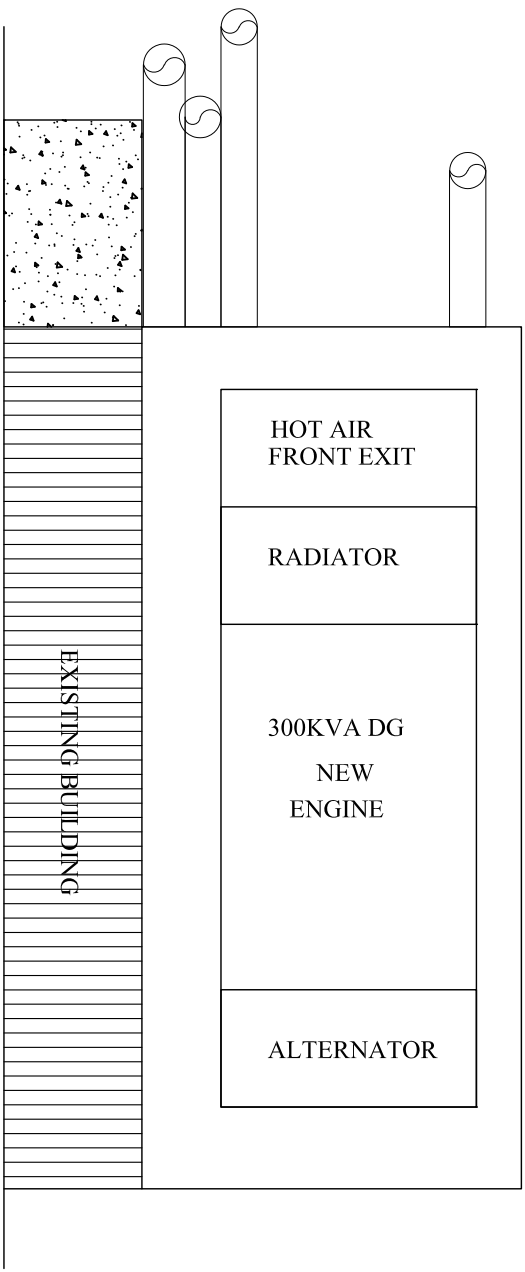 HOT AIR
FRONT EXIT
RADIATOR
300KVA DG
NEW
ENGINE
ALTERNATOR
EXISTING BUILDING